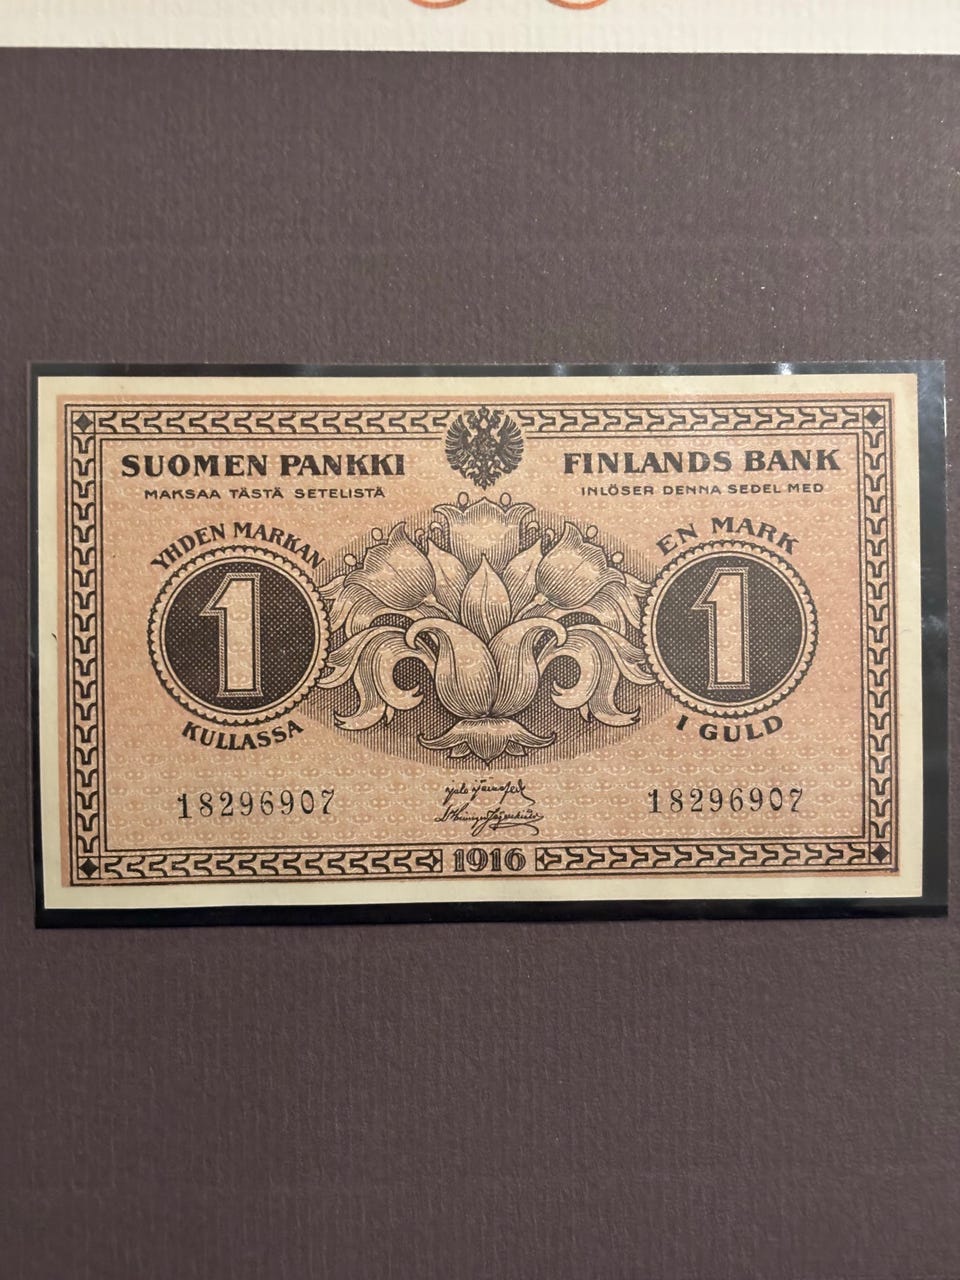 SUOMEN PANKKI
MAKSAA TÄSTÄ SETELISTÄ
YHDEN MARKAN
1
KULLASSA
18296907
FINLANDS BANK
INLÖSER DENNA SEDEL MED
EN MARK
1
I GULD
18296907
1916